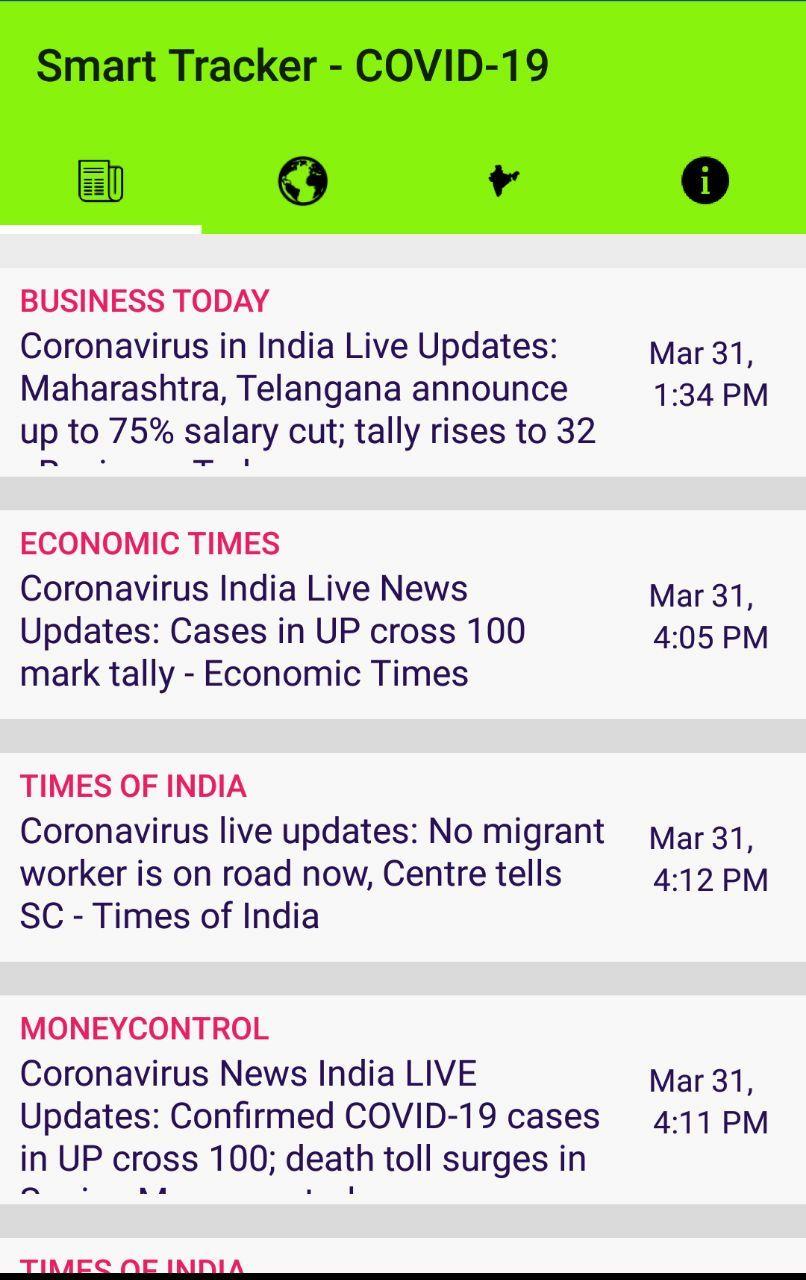 Smart Tracker - COVID-19
BUSINESS TODAY
Coronavirus in India Live Updates:
Maharashtra, Telangana announce
up to 75% salary cut; tally rises to 32
Mar 31,
1:34 PM
ECONOMIC TIMES
Coronavirus India Live News
Updates: Cases in UP cross 100
mark tally - Economic Times
Mar 31,
4:05 PM
TIMES OF INDIA
Coronavirus live updates: No migrant
worker is on road now, Centre tells
SC - Times of India
Mar 31,
4:12 PM
MONEYCONTROL
Coronavirus News India LIVE
Updates: Confirmed COVID-19 cases
in UP cross 100; death toll surges in
Mar 31,
4:11 PM
TIMES OF INDIA